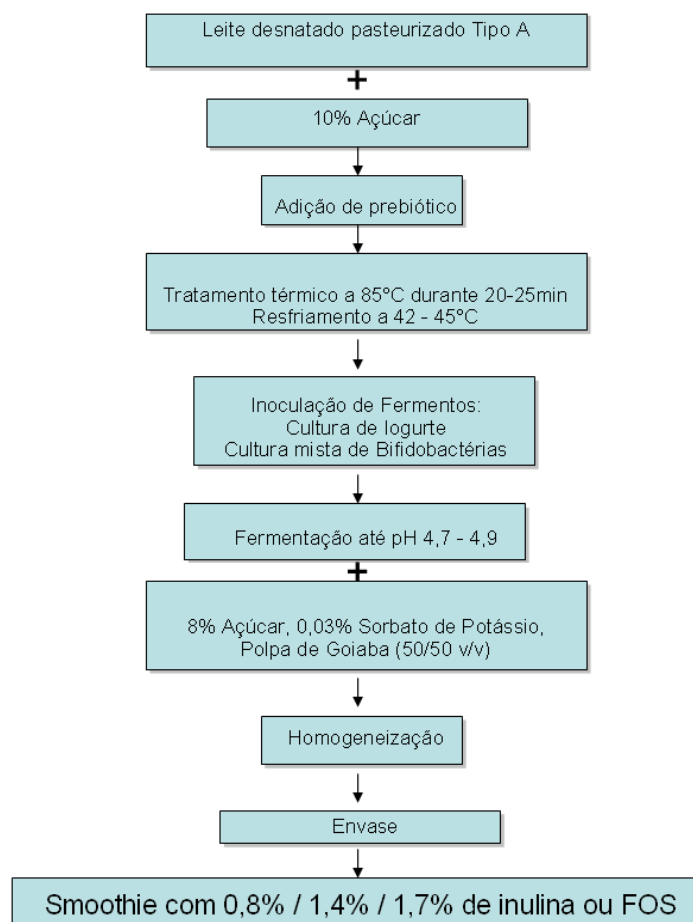 Leite desnatado pasteurizado Tipo A
+
10% Açúcar
Adição de prebiótico
Tratamento térmico a 85°C durante 20-25min
Resfriamento a 42 - 45°C
Inoculação de Fermentos:
Cultura de Iogurte
Cultura mista de Bifidobactérias
Fermentação até pH 4,7 - 4,9
+
8% Açúcar, 0,03% Sorbato de Potássio,
Polpa de Goiaba (50/50 v/v)
Homogeneização
Envase
Smoothie com 0,8% / 1,4% / 1,7% de inulina ou FOS